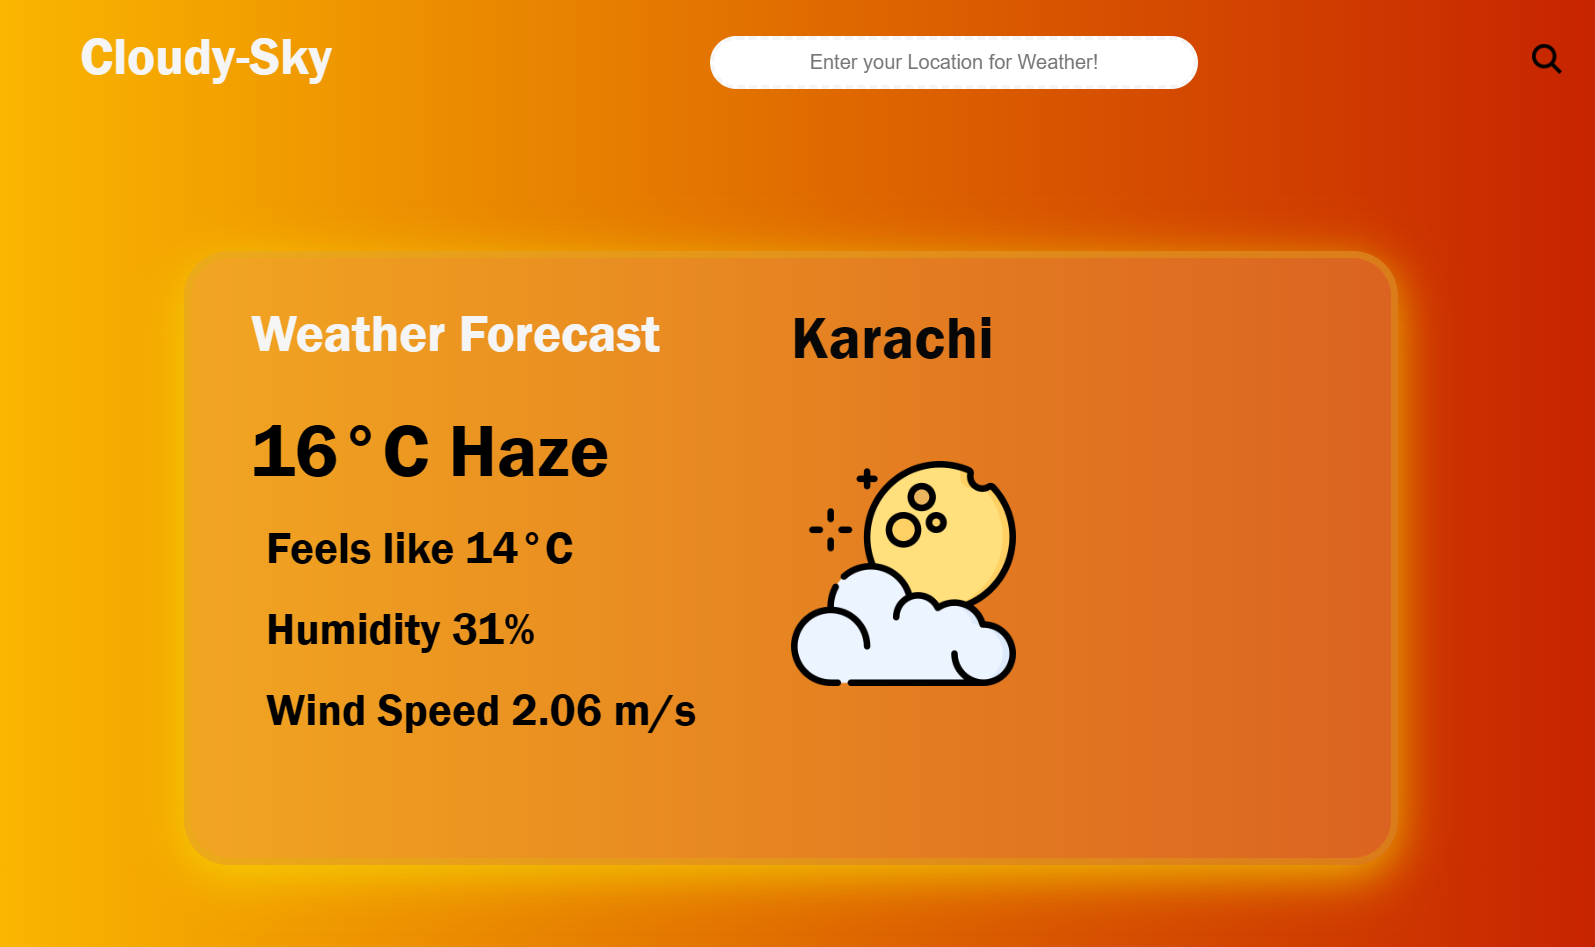 Cloudy-Sky
Enter your Location for Weather!
Weather Forecast
Karachi
16°C Haze
Feels like 14°C
Humidity 31%
Wind Speed 2.06 m/s